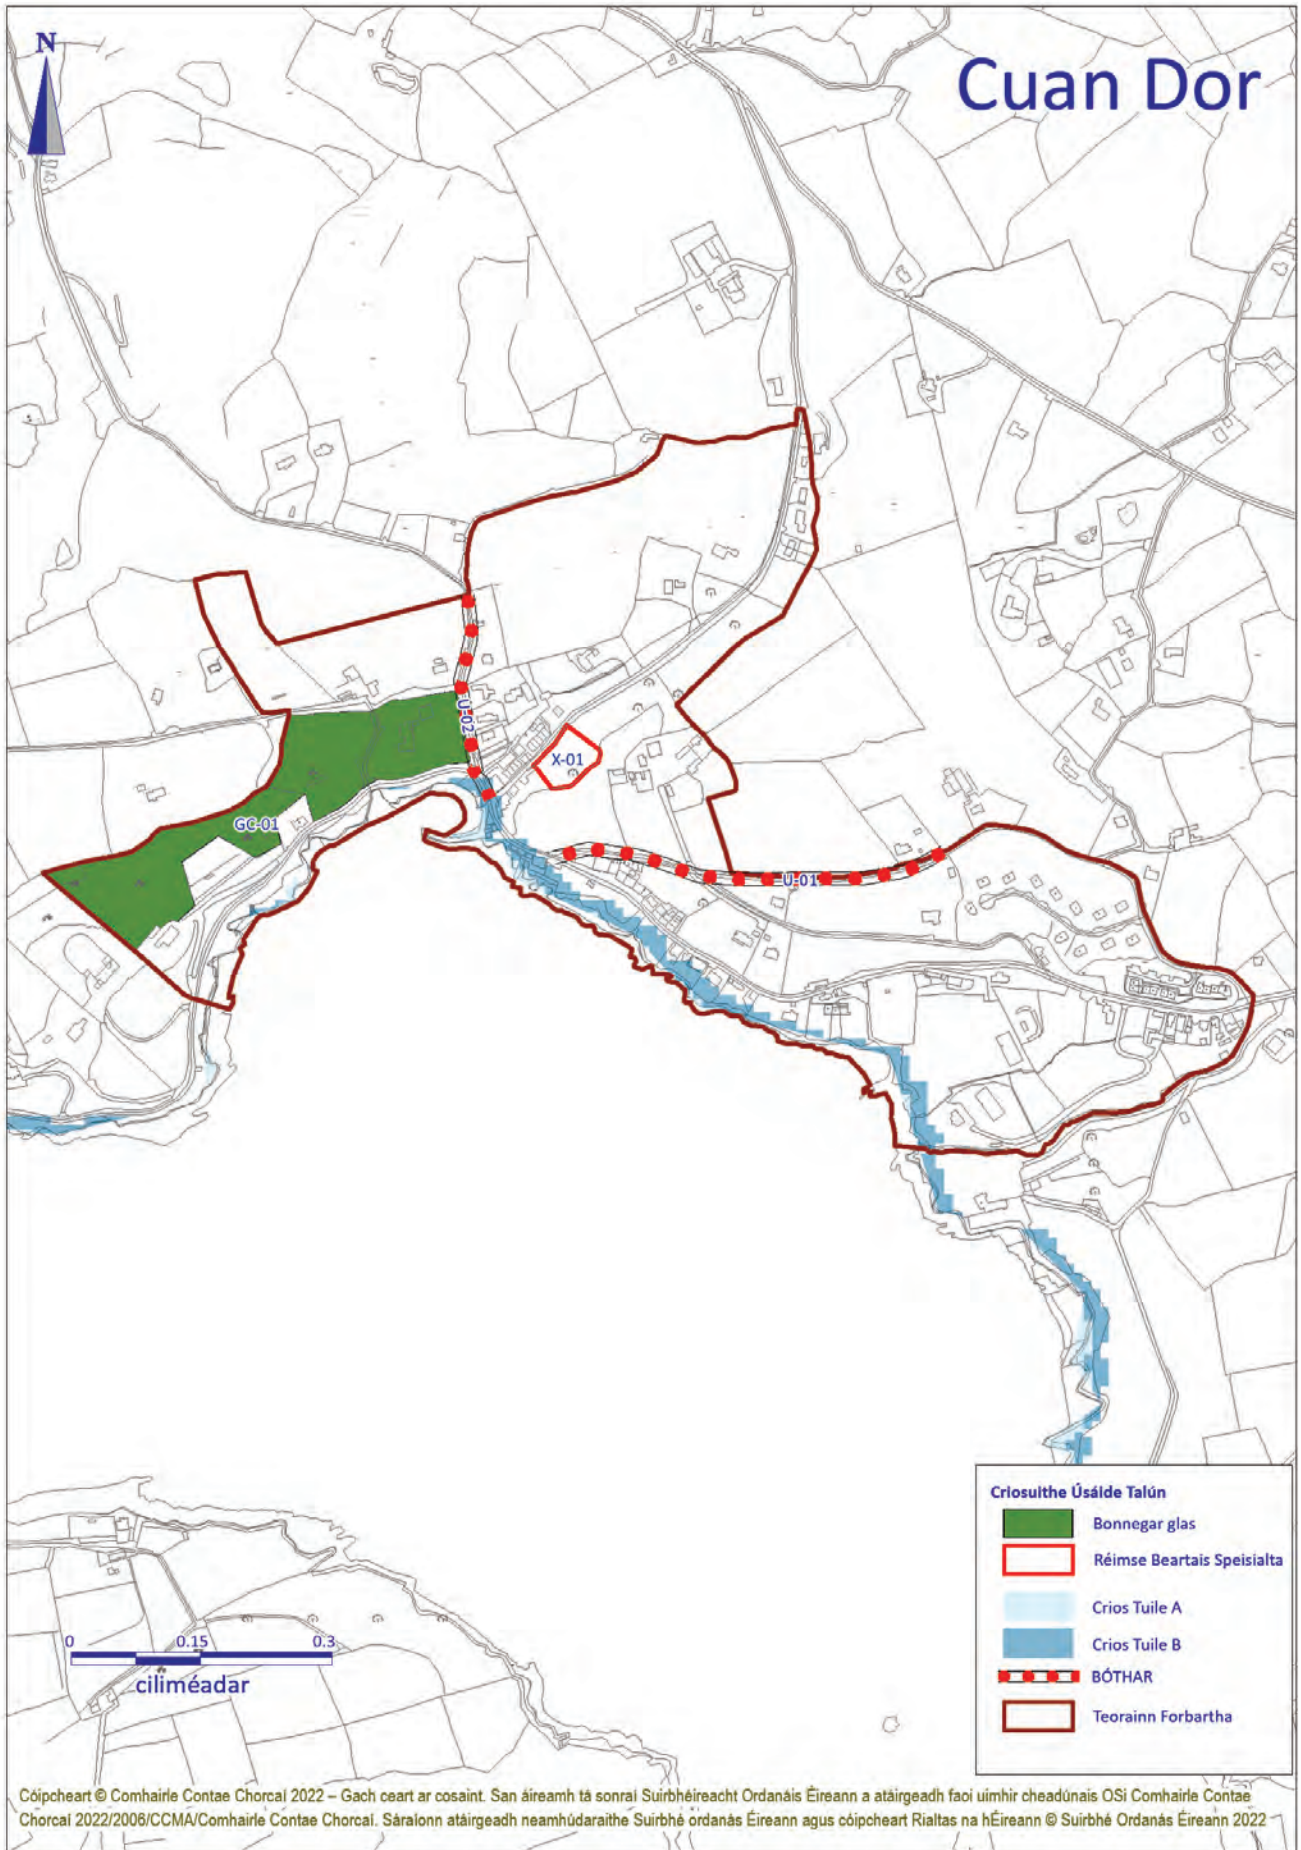 N
Cuan Dor
U-02
X-01
GC-01
U-01
Criosuithe Úsáide Talún
Bonnegar glas
Réimse Beartais Speisialta
Crios Tuile A
Crios Tuile B
BÓTHAR
Teorainn Forbartha
0 0.15 0.3
ciliméadar
Cóipcheart © Comhairle Contae Chorcaí 2022 – Gach ceart ar cosaint. San áireamh tá sonraí Suirbhéireacht Ordanáis Éireann a atáirgeadh faoi uimhir cheadúnais OSi Comhairle Contae
Chorcaí 2022/2006/CCMA/Comhairle Contae Chorcaí. Sáraíonn atáirgeadh neamhúdaraithe Suirbhé ordanás Éireann agus cóipcheart Rialtas na hÉireann © Suirbhé Ordanás Éireann 2022